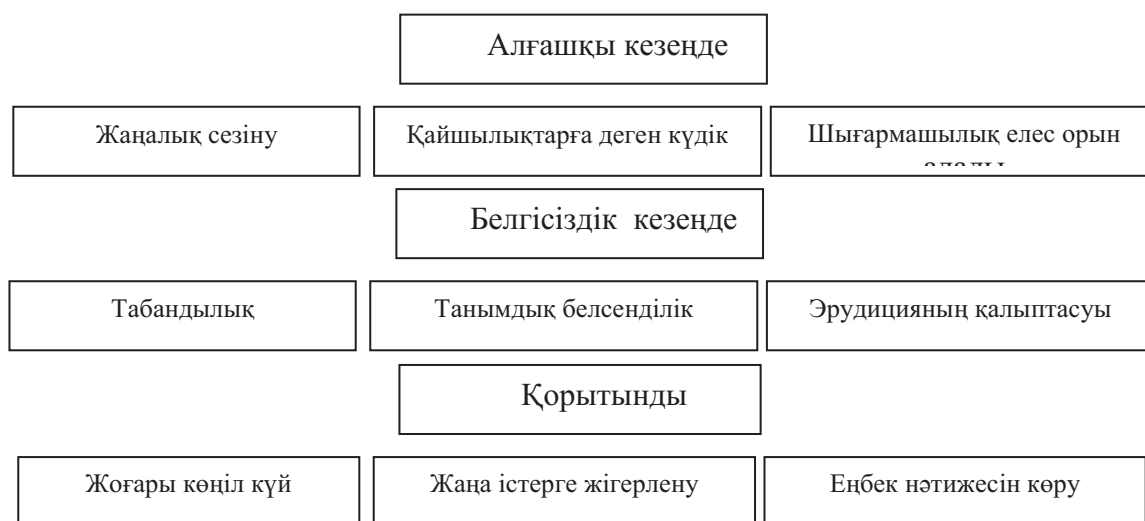 Алғашқы кезеңде
Жаңалық сезіну
Қайшылықтарға деген күдік
Шығармашылық елес орын
Белгісіздік кезеңде
Табандылық
Танымдық белсенділік
Эрудицияның қалыптасуы
Қорытынды
Жоғары көңіл күй
Жаңа істерге жігерлену
Еңбек нәтижесін көру